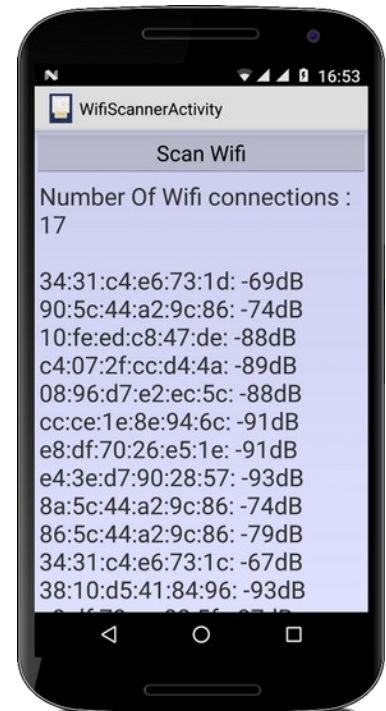 16:53
WifiScannerActivity
Scan Wifi
Number Of Wifi connections :
17
34:31:c4:e6:73:1d: -69dB
90:5c:44:a2:9c:86: -74dB
10:fe:ed:c8:47:de: -88dB
c4:07:2f:cc:d4:4a: -89dB
08:96:d7:e2:ec:5c: -88dB
cc:ce:1e:8e:94:6c: -91dB
e8:df:70:26:e5:1e: -91dB
e4:3e:d7:90:28:57: -93dB
8a:5c:44:a2:9c:86: -74dB
86:5c:44:a2:9c:86: -79dB
34:31:c4:e6:73:1c: -67dB
38:10:d5:41:84:96: -93dB